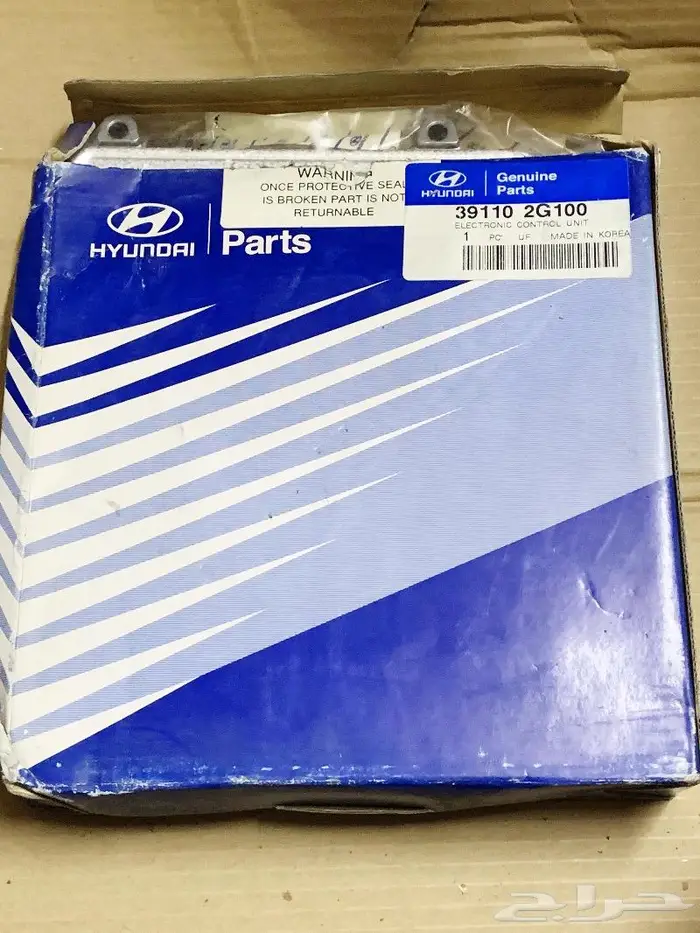 WARNING
ONCE PROTECTIVE SEAL
IS BROKEN PART IS NOT
RETURNABLE
HYUNDAI
Parts
HYUNDAI
Genuine
Parts
39110 2G100
ELECTRONIC CONTROL UNIT
1 PC UF MADE IN KOREA
حراج